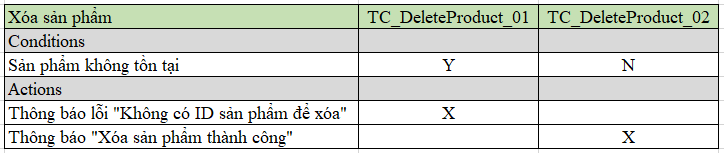 Xóa sản phẩm TC_DeleteProduct_01 TC_DeleteProduct_02
Conditions
Sản phẩm không tồn tại Y N
Actions
Thông báo lỗi "Không có ID sản phẩm để xóa" X
Thông báo "Xóa sản phẩm thành công" X